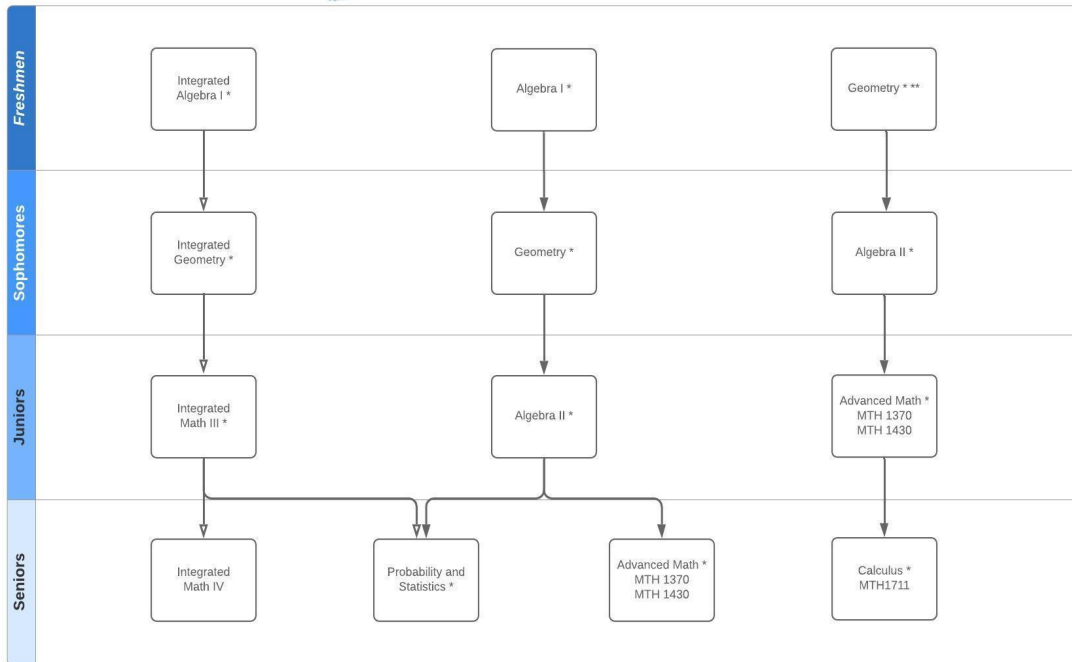 Freshmen
Integrated
Algebra I *
Algebra I *
Geometry * **
Sophomores
Integrated
Geometry *
Geometry *
Algebra II *
Juniors
Integrated
Math III *
Algebra II *
Advanced Math *
MTH 1370
MTH 1430
Seniors
Integrated
Math IV
Probability and
Statistics *
Advanced Math *
MTH 1370
MTH 1430
Calculus *
MTH1711